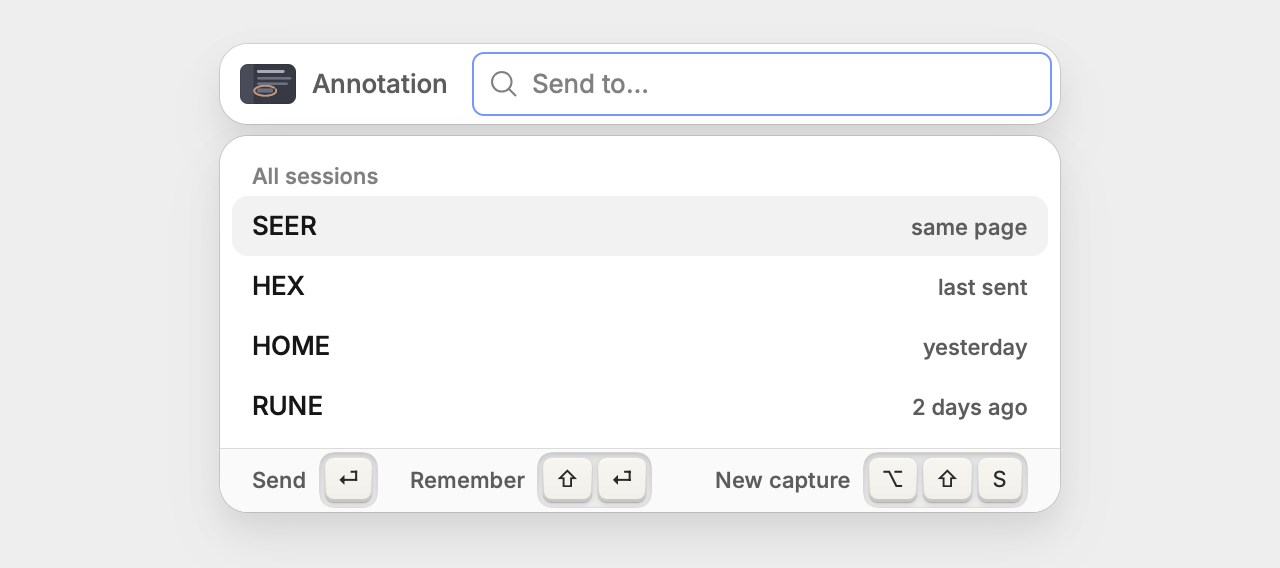 Annotation Send to...
All sessions
SEER same page
HEX last sent
HOME yesterday
RUNE 2 days ago
Send ↵ Remember ⇧ ↵ New capture ⌥ ⇧ S